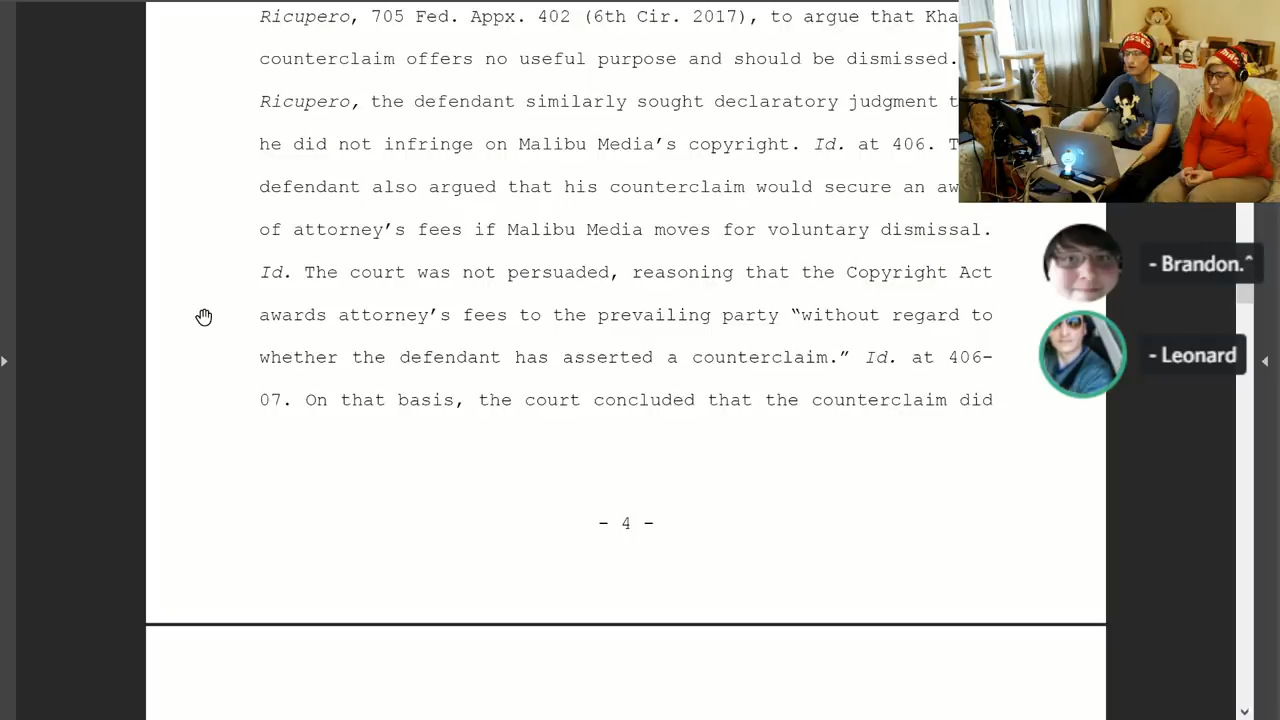 Ricupero, 705 Fed. Appx. 402 (6th Cir. 2017), to argue that
counterclaim offers no useful purpose and should be dismissed.
Ricupero, the defendant similarly sought declaratory judgment
he did not infringe on Malibu Media's copyright. Id. at 406.
defendant also argued that his counterclaim would secure an
of attorney's fees if Malibu Media moves for voluntary dismissal.
Id. The court was not persuaded, reasoning that the Copyright Act
awards attorney's fees to the prevailing party “without regard to
whether the defendant has asserted a counterclaim.” Id. at 406-
07. On that basis, the court concluded that the counterclaim did
- 4 -
- Brandon.^
- Leonard